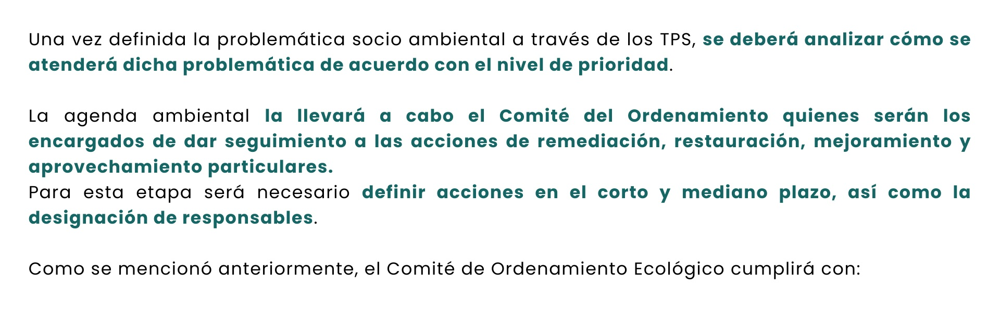 Una vez definida la problemática socio ambiental a través de los TPS, se deberá analizar cómo se
atenderá dicha problemática de acuerdo con el nivel de prioridad.
La agenda ambiental la llevará a cabo el Comité del Ordenamiento quienes serán los
encargados de dar seguimiento a las acciones de remediación, restauración, mejoramiento y
aprovechamiento particulares.
Para esta etapa será necesario definir acciones en el corto y mediano plazo, así como la
designación de responsables.
Como se mencionó anteriormente, el Comité de Ordenamiento Ecológico cumplirá con: